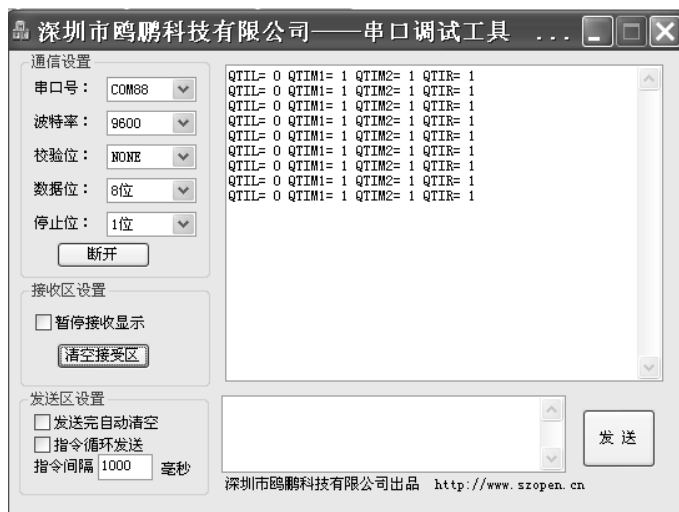 深圳市鸥鹏科技有限公司——串口调试工具 ...
通信设置
串口号： COM88
波特率： 9600
校验位： NONE
数据位： 8位
停止位： 1位
断开
QTIL= 0 QTIM1= 1 QTIM2= 1 QTIR= 1
QTIL= 0 QTIM1= 1 QTIM2= 1 QTIR= 1
QTIL= 0 QTIM1= 1 QTIM2= 1 QTIR= 1
QTIL= 0 QTIM1= 1 QTIM2= 1 QTIR= 1
QTIL= 0 QTIM1= 1 QTIM2= 1 QTIR= 1
QTIL= 0 QTIM1= 1 QTIM2= 1 QTIR= 1
QTIL= 0 QTIM1= 1 QTIM2= 1 QTIR= 1
QTIL= 0 QTIM1= 1 QTIM2= 1 QTIR= 1
QTIL= 0 QTIM1= 1 QTIM2= 1 QTIR= 1
接收区设置
暂停接收显示
清空接受区
发送区设置
发送完自动清空
指令循环发送
指令间隔 1000 毫秒
发 送
深圳市鸥鹏科技有限公司出品 http://www.szopen.cn